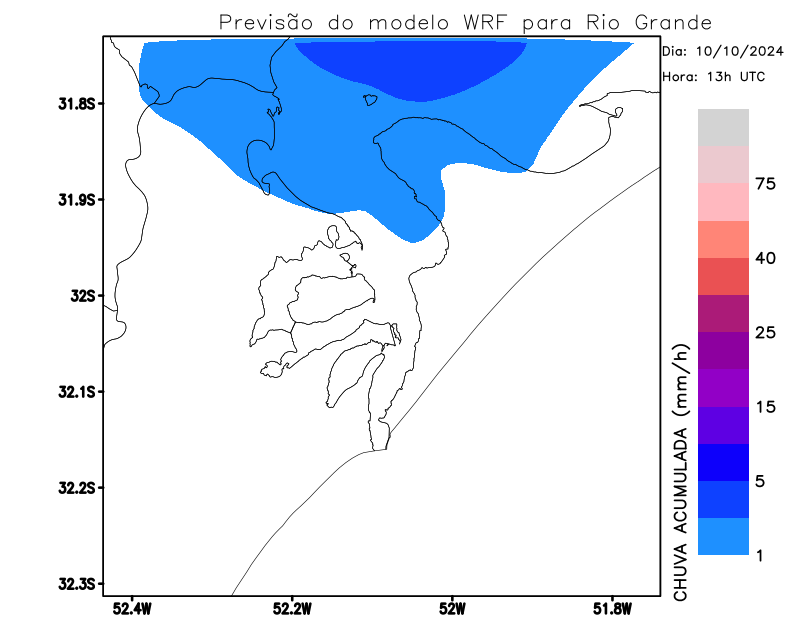 Previsão do modelo WRF para Rio Grande
Dia: 10/10/2024
Hora: 13h UTC
31.8S
31.9S
32S
32.1S
32.2S
32.3S
52.4W
52.2W
52W
51.8W
75
40
25
15
5
1
CHUVA ACUMULADA (mm/h)